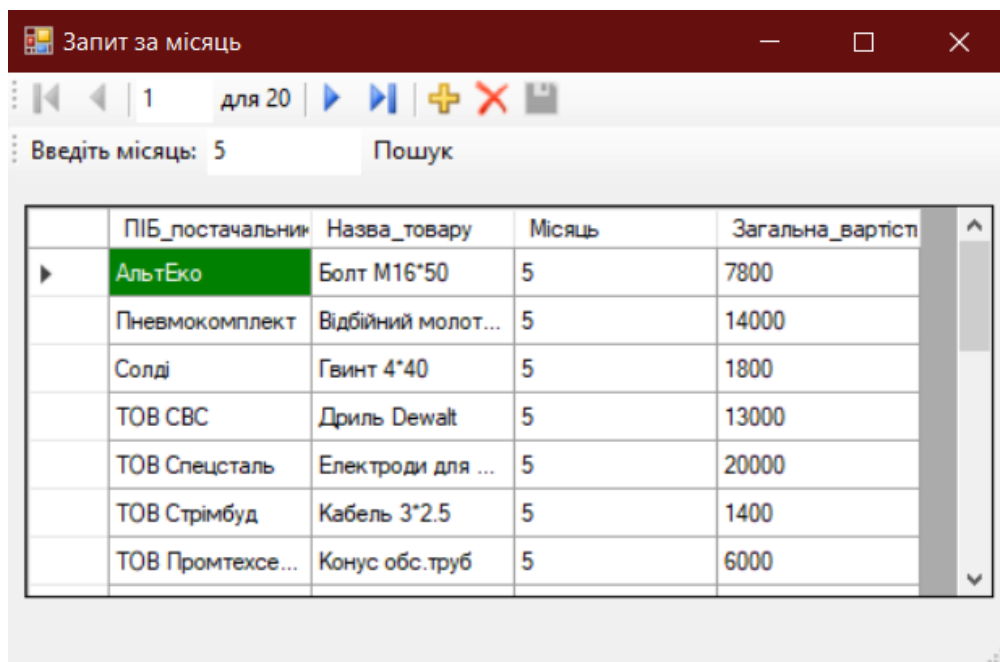 Запит за місяць
1 для 20
Введіть місяць: 5 Пошук
ПІБ_постачальник Назва_товару Місяць Загальна_вартість
АльтЕко Болт М16*50 5 7800
Пневмокомплект Відбійний молот... 5 14000
Солді Гвинт 4*40 5 1800
ТОВ СВС Дриль Dewalt 5 13000
ТОВ Спецсталь Електроди для ... 5 20000
ТОВ Стрімбуд Кабель 3*2.5 5 1400
ТОВ Промтехсе... Конус обс.труб 5 6000